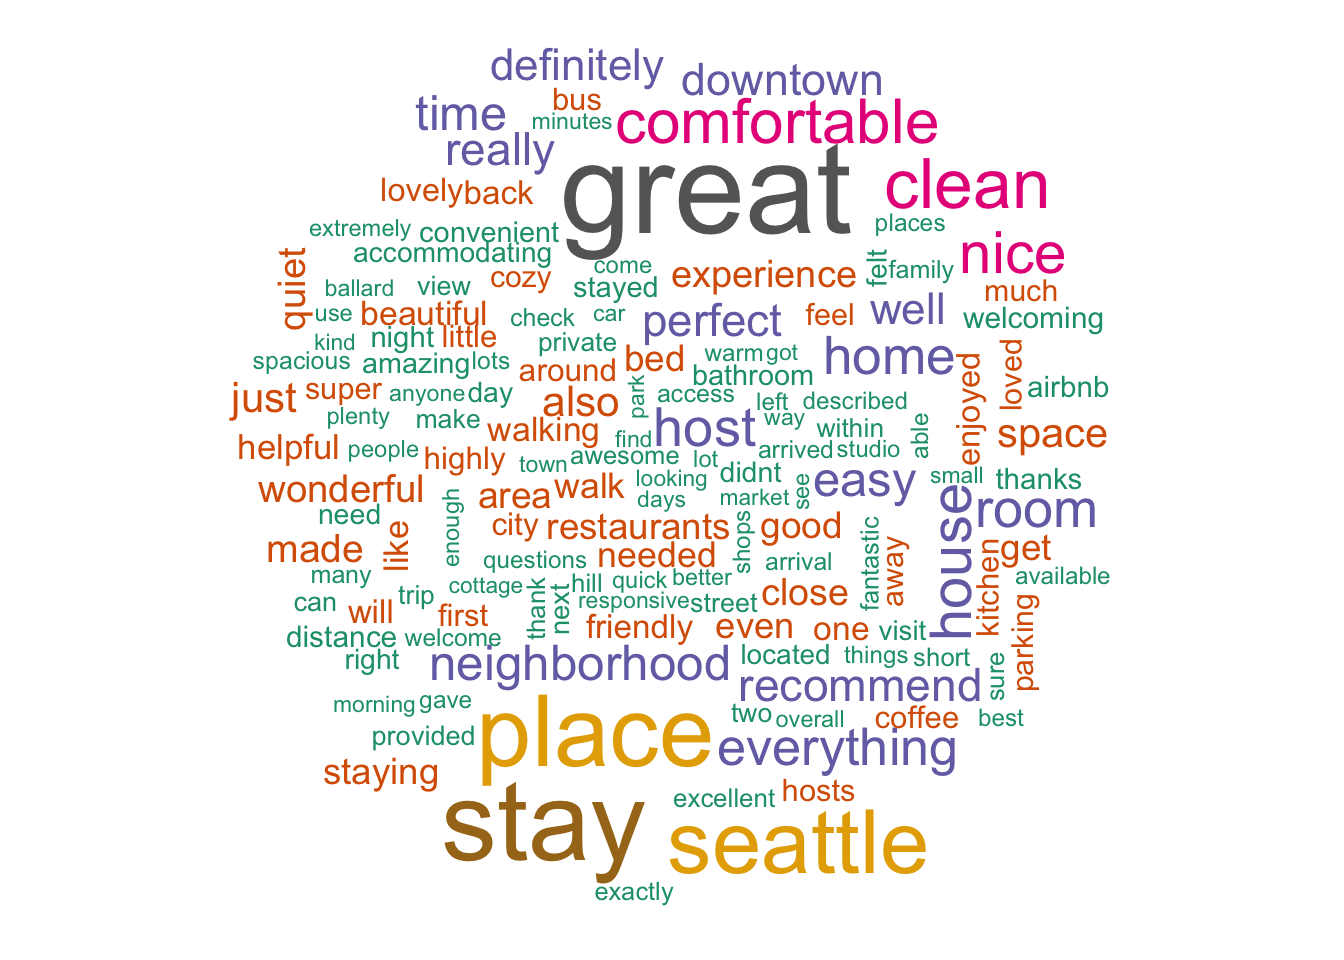 definitely
downtown
time
bus
comfortable
minutes
really
great
clean
lovely
back
extremely
convenient
places
accommodating
nice
quiet
ballard
view
cozy
come
stayed
experience
felt
family
much
use
beautiful
check
car
perfect
feel
well
welcoming
kind
night
little
private
spacious
amazing
lots
around
bed
warm
got
home
loved
just
super
anyone
day
also
park
access
bathroom
left
described
enjoyed
airbnb
plenty
make
walking
find
host
way
within
able
space
helpful
people
highly
town
awesome
lot
arrived
studio
wonderful
area
walk
looking
didnt
easy
small
thanks
need
days
market
see
house
room
made
like
enough
city
restaurants
shops
good
fantastic
away
get
many
questions
needed
arrival
kitchen
available
can
will
trip
cottage
thank
next
hill
quick
better
close
first
responsive
street
parking
distance
welcome
friendly
even
one
visit
right
neighborhood
located
things
short
sure
morning
gave
recommend
place
two
overall
coffee
best
provided
everything
staying
stay
excellent
hosts
seattle
exactly